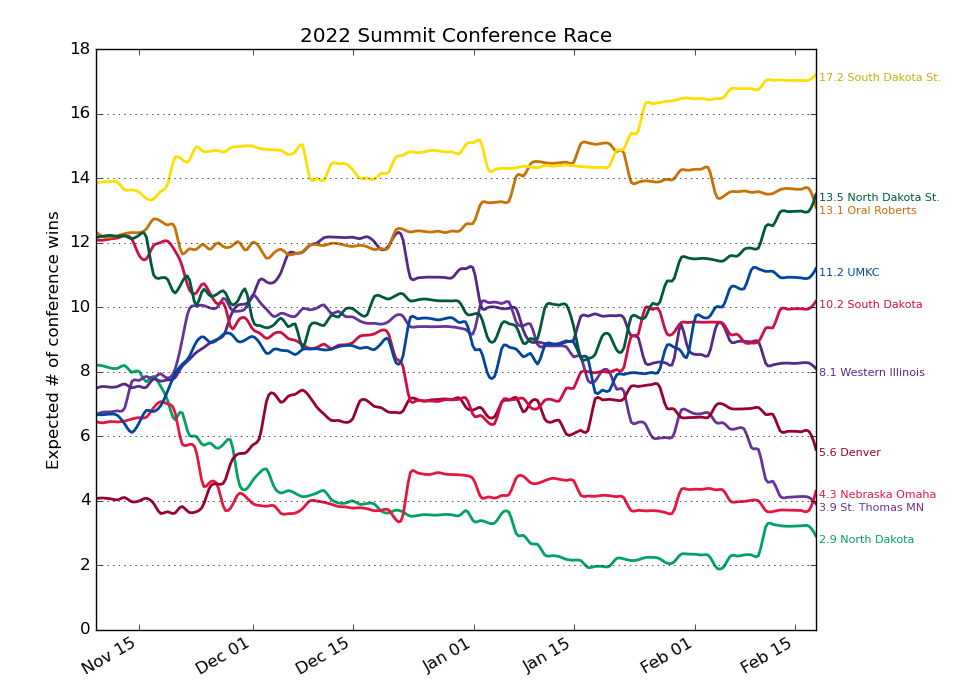 2022 Summit Conference Race
Expected # of conference wins
18
16
14
12
10
8
6
4
2
0
Nov 15
Dec 01
Dec 15
Jan 01
Jan 15
Feb 01
Feb 15
17.2 South Dakota St.
13.5 North Dakota St.
13.1 Oral Roberts
11.2 UMKC
10.2 South Dakota
8.1 Western Illinois
5.6 Denver
4.3 Nebraska Omaha
3.9 St. Thomas MN
2.9 North Dakota